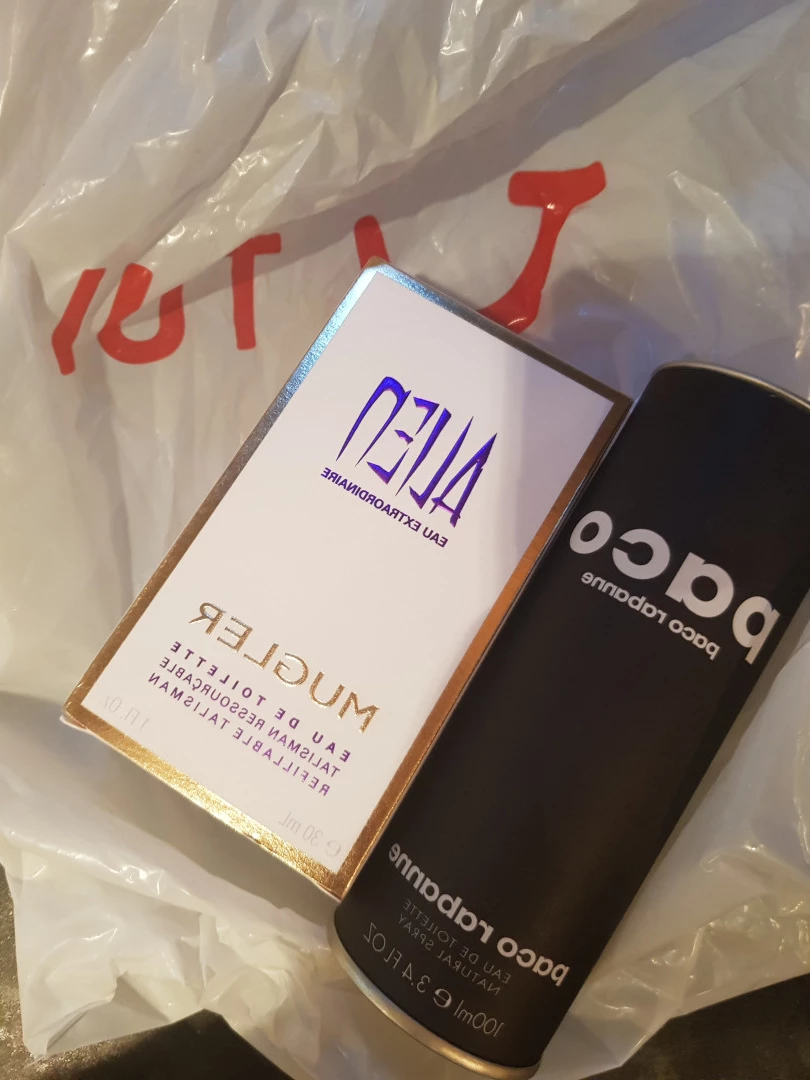 ALIEN
EAU EXTRAORDINAIRE
MUGLER
EAU DE TOILETTE
TALISMAN RESSOURÇABLE
REFILLABLE TALISMAN
e 30 mL
1 Fl. Oz
paco
paco rabanne
paco rabanne
EAU DE TOILETTE
NATURAL SPRAY
100ml e 3.4 FL OZ